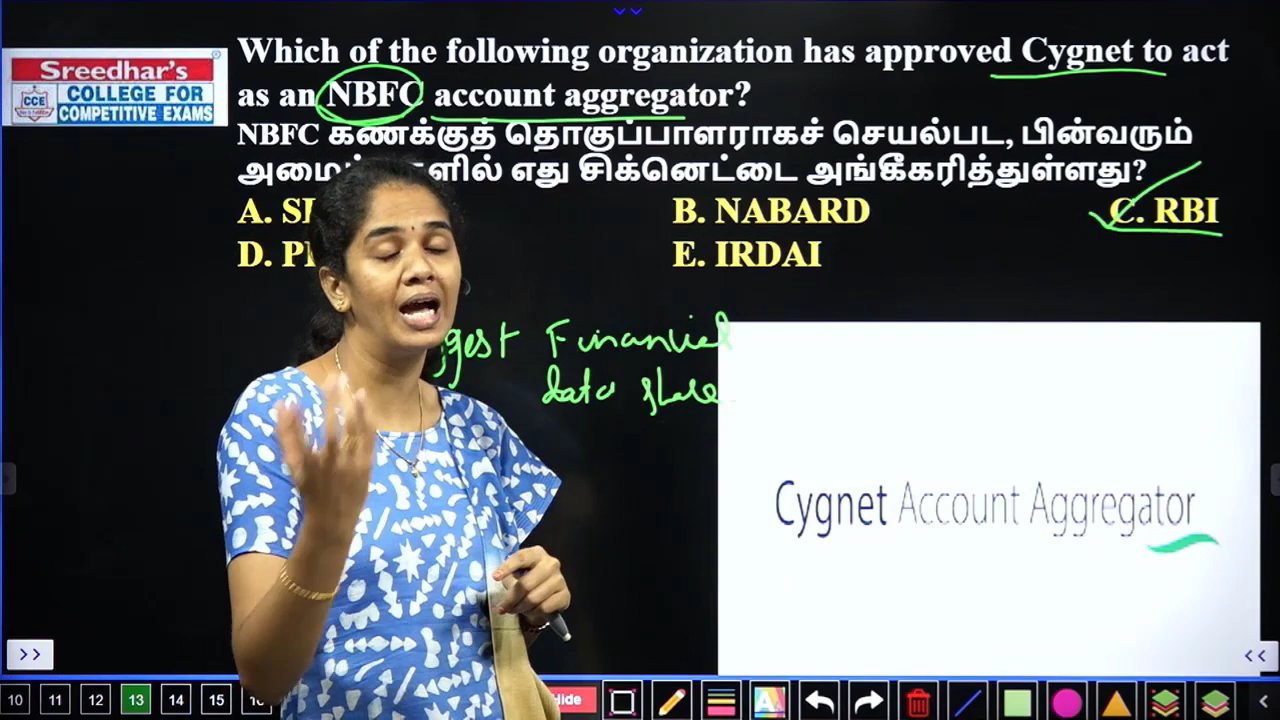 Sreedhar's
CCE
COLLEGE FOR
COMPETITIVE EXAMS
Which of the following organization has approved Cygnet to act
as an NBFC account aggregator?
NBFC கணக்குத் தொகுப்பாளராகச் செயல்பட, பின்வரும்
எது சிக்னெட்டை அங்கீகரித்துள்ளது?
A. B. NABARD C. RBI
D. E. IRDAI
Financial
data share
Cygnet Account Aggregator
>> <<
10 11 12 13 14 15